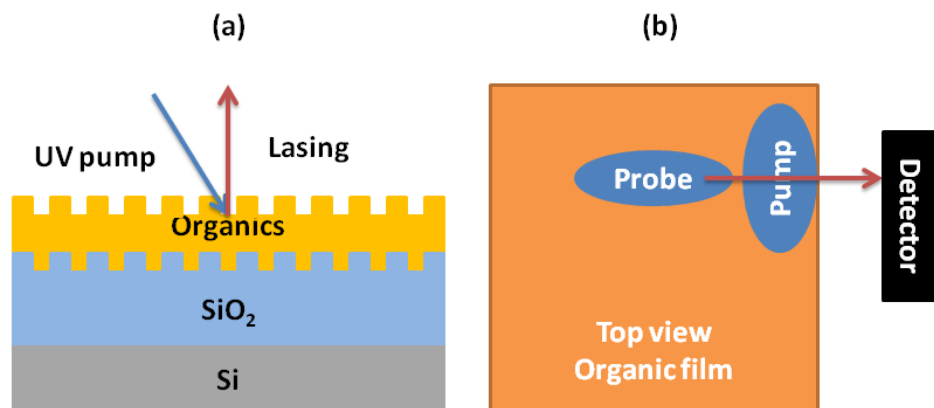 (a)
UV pump
Lasing
Organics
SiO₂
Si
(b)
Probe
Pump
Detector
Top view
Organic film